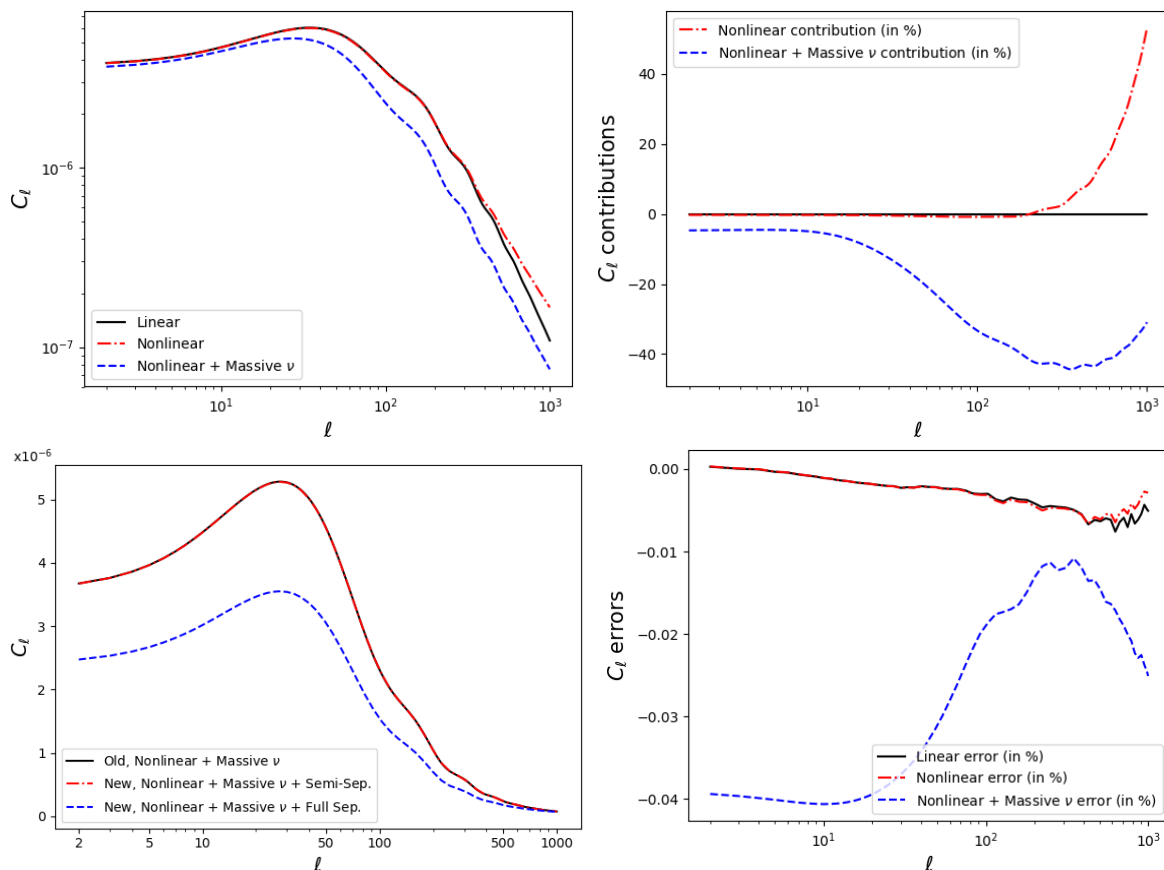 C_ℓ
10^{-6}
10^{-7}
Linear
Nonlinear
Nonlinear + Massive ν
10^1
10^2
10^3
ℓ
C_ℓ contributions
40
20
0
−20
−40
Nonlinear contribution (in %)
Nonlinear + Massive ν contribution (in %)
10^1
10^2
10^3
ℓ
x10^{-6}
C_ℓ
5
4
3
2
1
0
Old, Nonlinear + Massive ν
New, Nonlinear + Massive ν + Semi-Sep.
New, Nonlinear + Massive ν + Full Sep.
2
5
10
50
100
500
1000
ℓ
C_ℓ errors
0.00
−0.01
−0.02
−0.03
−0.04
Linear error (in %)
Nonlinear error (in %)
Nonlinear + Massive ν error (in %)
10^1
10^2
10^3
ℓ